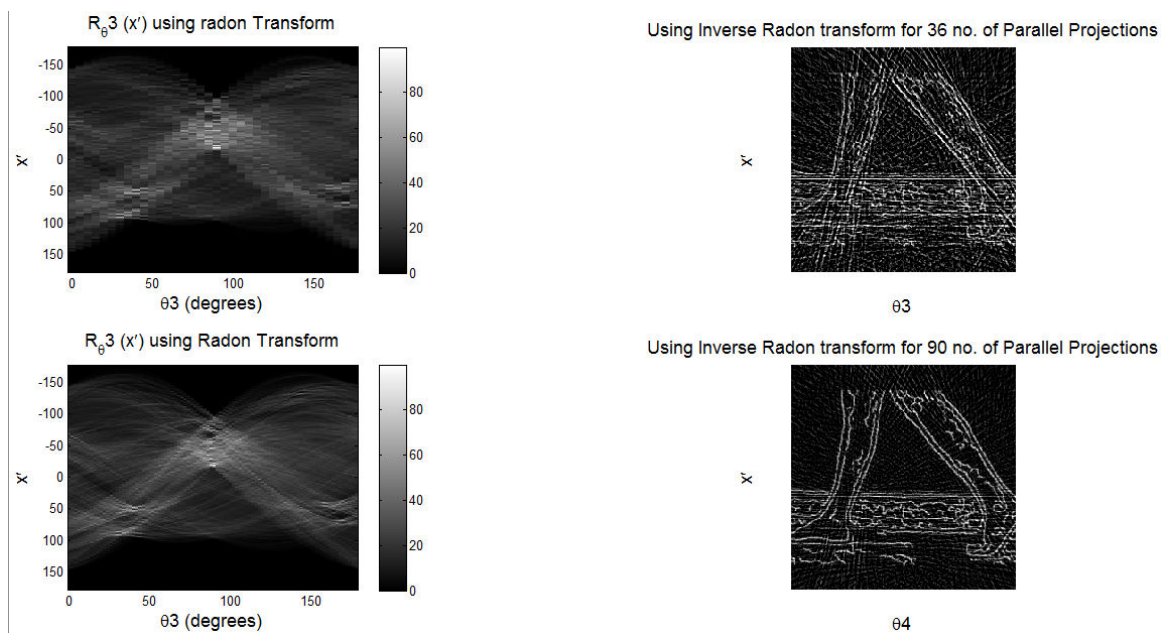 R_θ3 (x′) using radon Transform
-150
-100
-50
0
50
100
150
x′
0
50
100
150
θ3 (degrees)
80
60
40
20
0
Using Inverse Radon transform for 36 no. of Parallel Projections
x′
θ3
R_θ3 (x′) using Radon Transform
-150
-100
-50
0
50
100
150
x′
0
50
100
150
θ3 (degrees)
80
60
40
20
0
Using Inverse Radon transform for 90 no. of Parallel Projections
x′
θ4